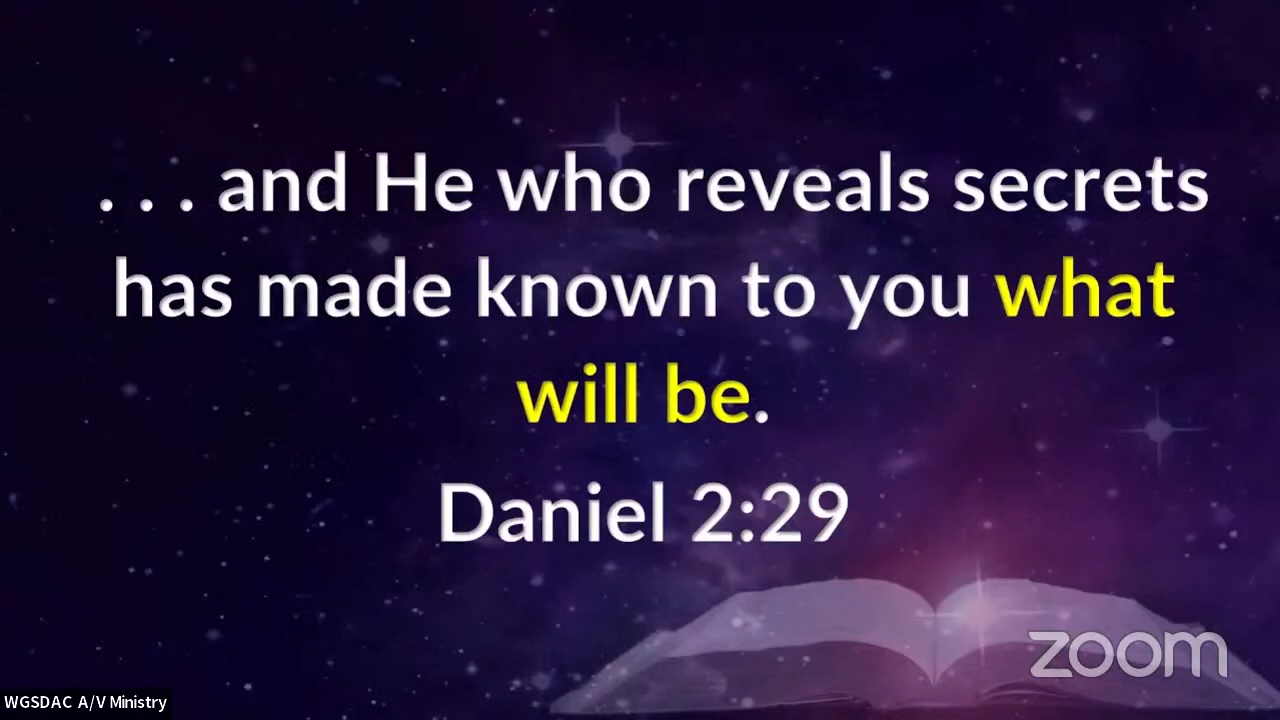 . . . and He who reveals secrets
has made known to you what
will be.
Daniel 2:29
zoom
WGSDAC A/V Ministry